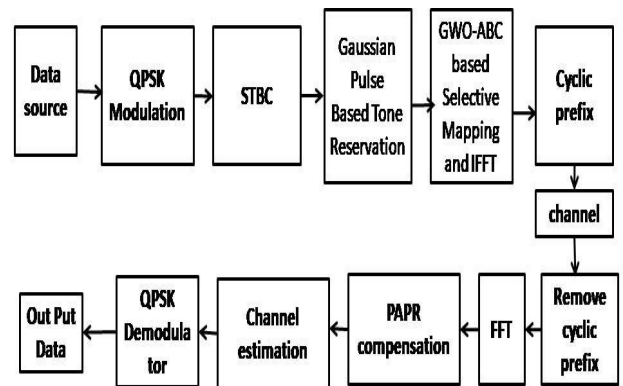 Data
source
QPSK
Modulation
STBC
Gaussian
Pulse
Based Tone
Reservation
GWO-ABC
based
Selective
Mapping
and IFFT
Cyclic
prefix
channel
Remove
cyclic
prefix
FFT
PAPR
compensation
Channel
estimation
QPSK
Demodula
tor
Out Put
Data